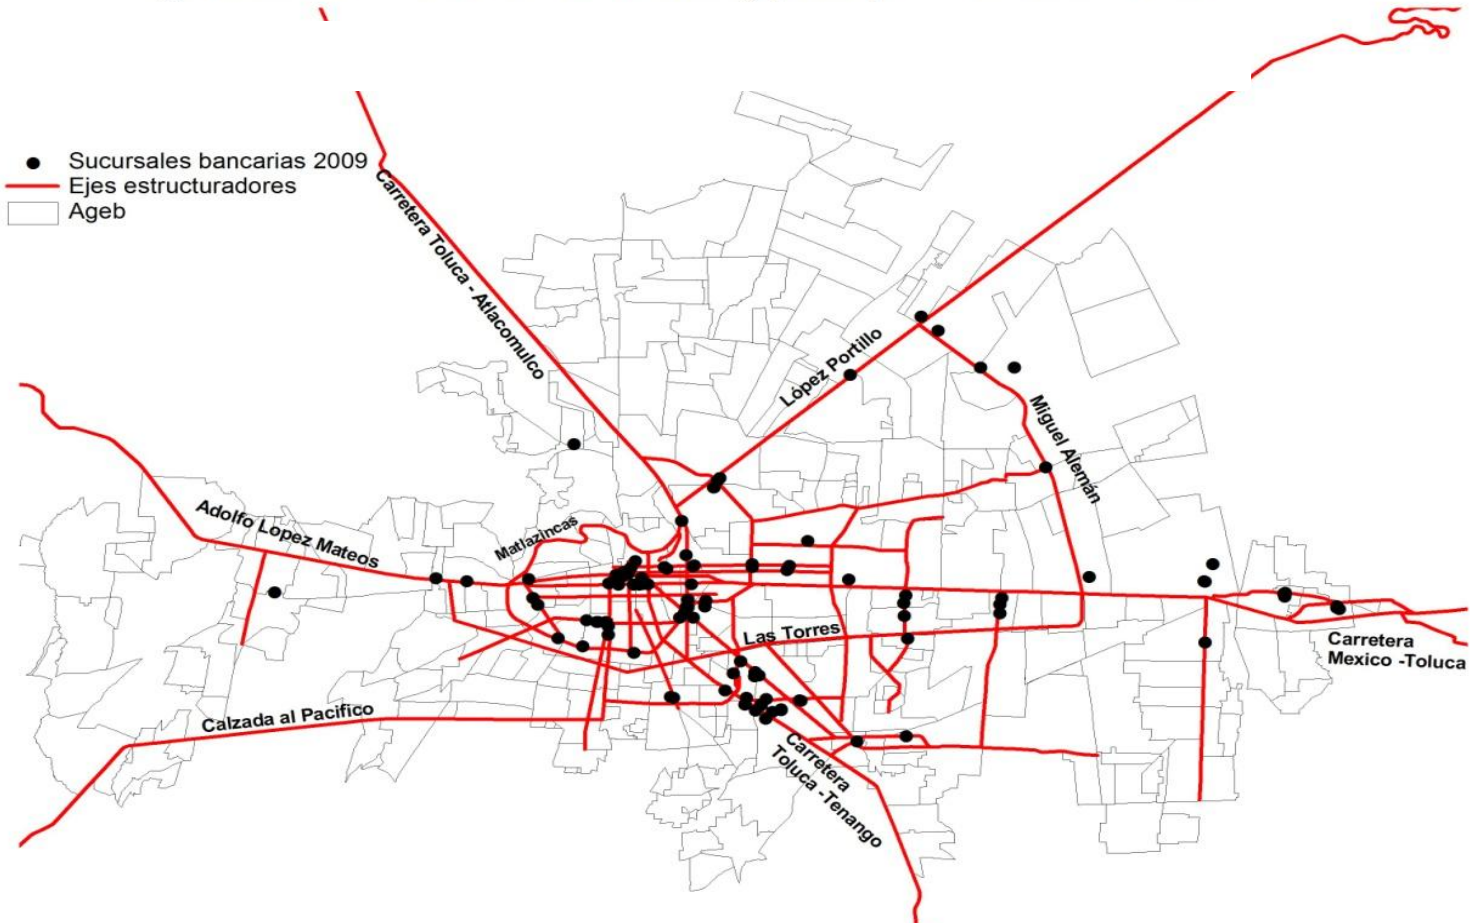 Sucursales bancarias 2009
Ejes estructuradores
Ageb
Carretera Toluca - Atlacomulco
López Portillo
Miguel Alemán
Adolfo Lopez Mateos
Matlazincas
Las Torres
Carretera
Mexico -Toluca
Calzada al Pacifico
Carretera
Toluca -Tenango